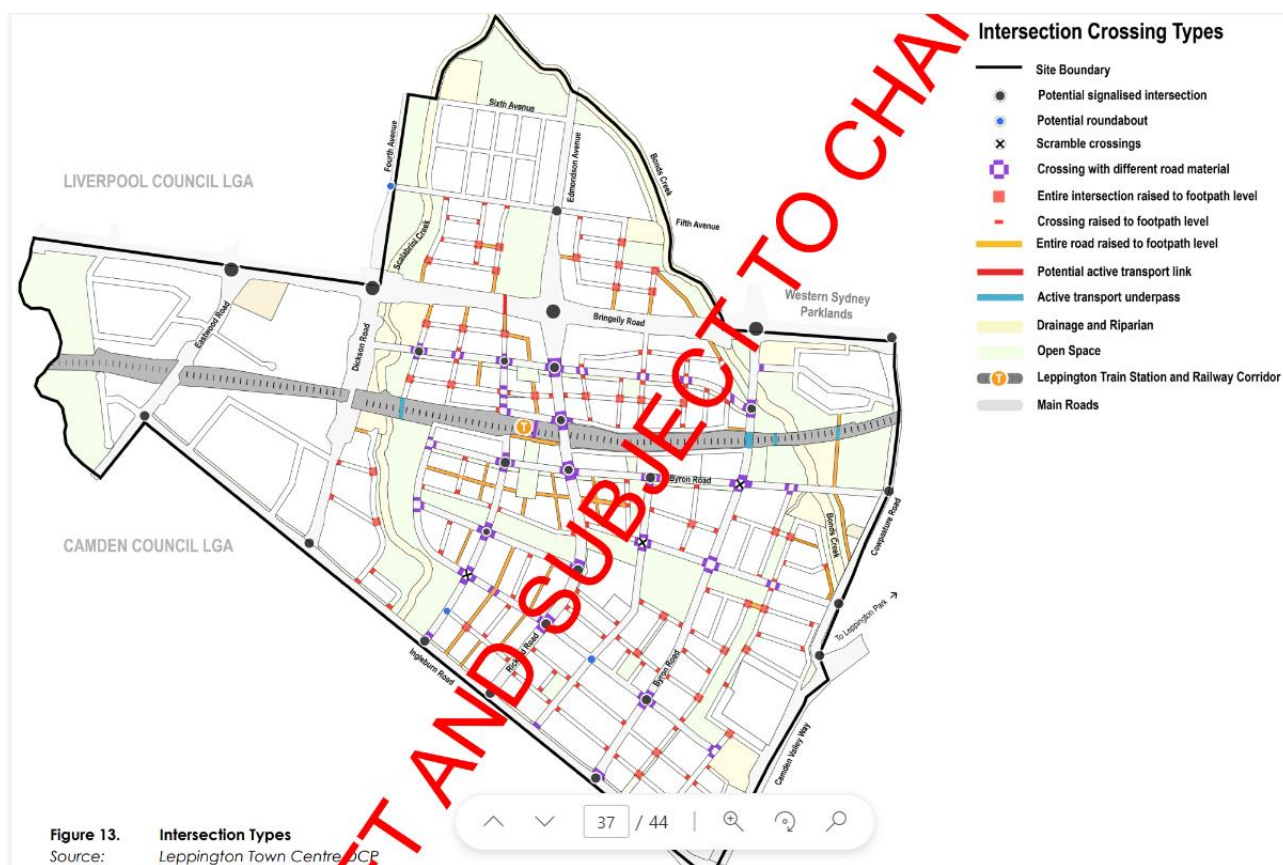 Intersection Crossing Types
Site Boundary
Potential signalised intersection
Potential roundabout
Scramble crossings
Crossing with different road material
Entire intersection raised to footpath level
Crossing raised to footpath level
Entire road raised to footpath level
Potential active transport link
Active transport underpass
Drainage and Riparian
Open Space
T Leppington Train Station and Railway Corridor
Main Roads
Sixth Avenue
Fourth Avenue
Edmondson Avenue
Bonds Creek
LIVERPOOL COUNCIL LGA
Fifth Avenue
Scalabrini Creek
Western Sydney
Parklands
Eastwood Road
Bringelly Road
Dickson Road
T
Byron Road
CAMDEN COUNCIL LGA
Bonds Creek
Cowpasture Road
To Leppington Park
Ingleburn Road
Byron Road
Camden Valley Way
FT AND SUBJECT TO CHA
37 / 44
Figure 13. Intersection Types
Source: Leppington Town Centre DCP